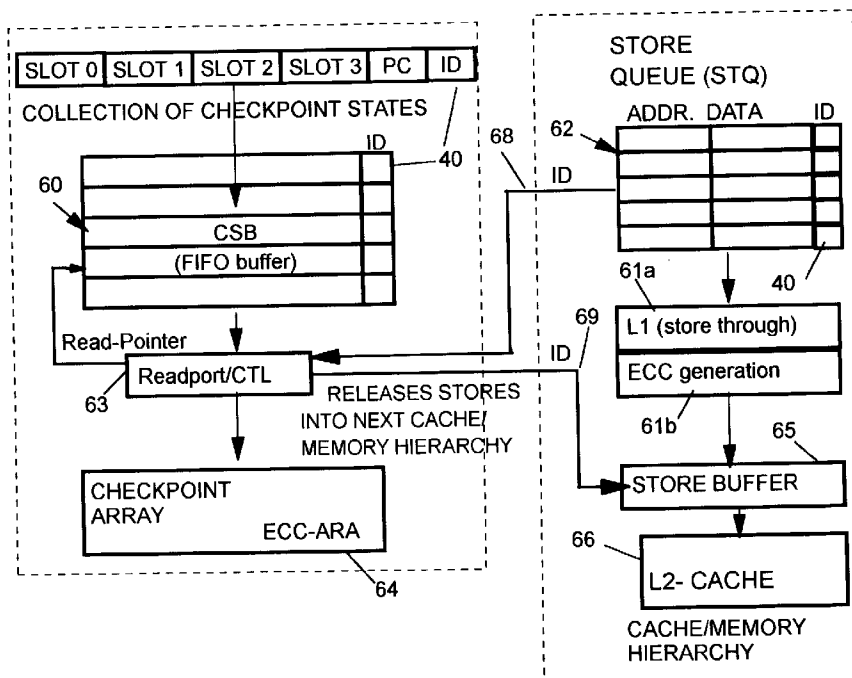 SLOT 0 SLOT 1 SLOT 2 SLOT 3 PC ID
COLLECTION OF CHECKPOINT STATES
ID
40
60
CSB
(FIFO buffer)
Read-Pointer
Readport/CTL
63
RELEASES STORES
INTO NEXT CACHE/
MEMORY HIERARCHY
CHECKPOINT
ARRAY
ECC-ARA
64
STORE
QUEUE (STQ)
ADDR. DATA ID
62
68
ID
40
61a
L1 (store through)
ECC generation
61b
69
ID
65
STORE BUFFER
66
L2- CACHE
CACHE/MEMORY
HIERARCHY